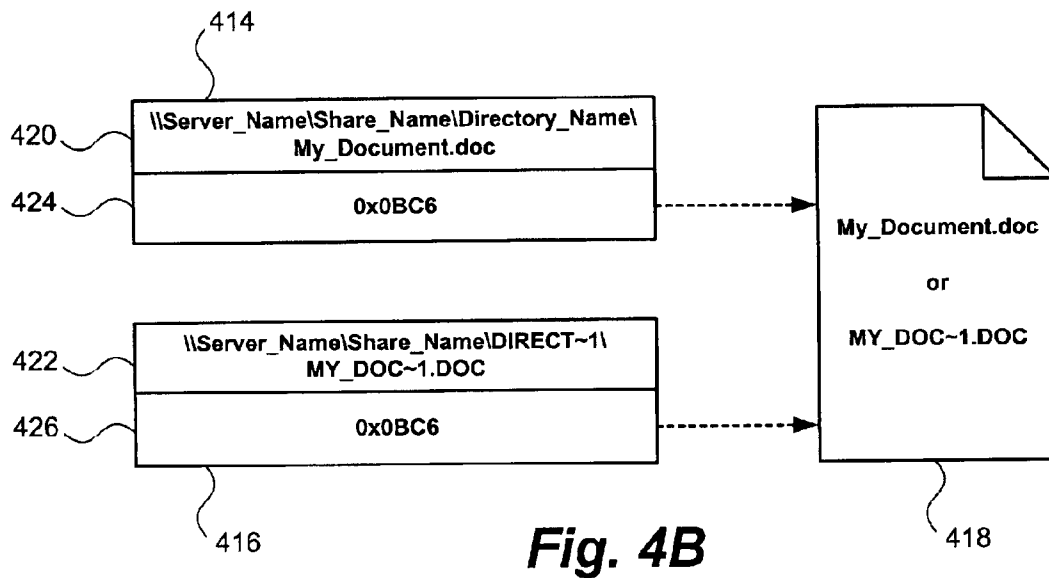 414
420
\\Server_Name\Share_Name\Directory_Name\
My_Document.doc
424
0x0BC6
My_Document.doc
or
MY_DOC~1.DOC
422
\\Server_Name\Share_Name\DIRECT~1\
MY_DOC~1.DOC
426
0x0BC6
416
418
Fig. 4B